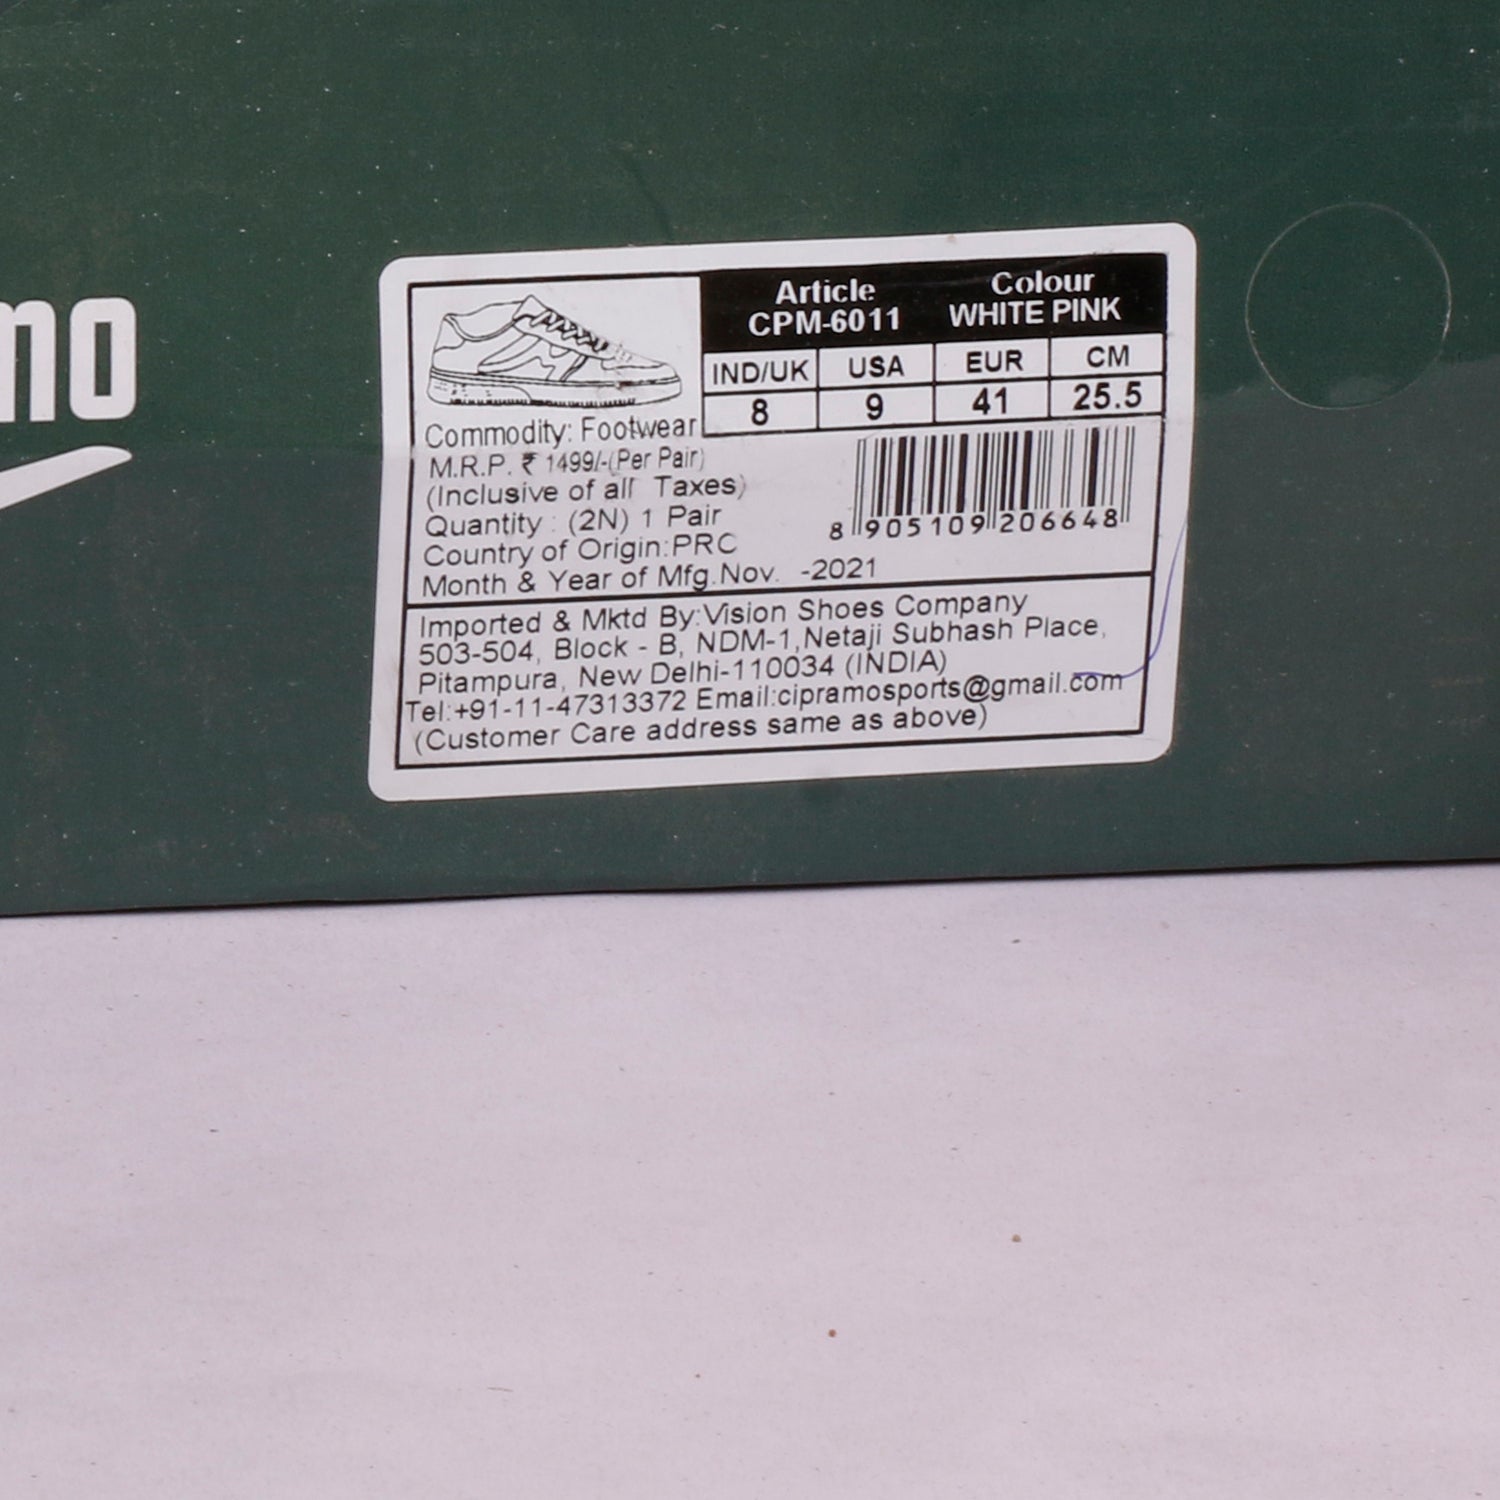 mo
Article Colour
CPM-6011 WHITE PINK
IND/UK USA EUR CM
8 9 41 25.5
Commodity: Footwear
M.R.P. ₹ 1499/-(Per Pair)
(Inclusive of all Taxes)
Quantity : (2N) 1 Pair
Country of Origin:PRC
Month & Year of Mfg.Nov. -2021
8 905109 206648
Imported & Mktd By:Vision Shoes Company
503-504, Block - B, NDM-1,Netaji Subhash Place,
Pitampura, New Delhi-110034 (INDIA)
Tel:+91-11-47313372 Email:cipramosports@gmail.com
(Customer Care address same as above)